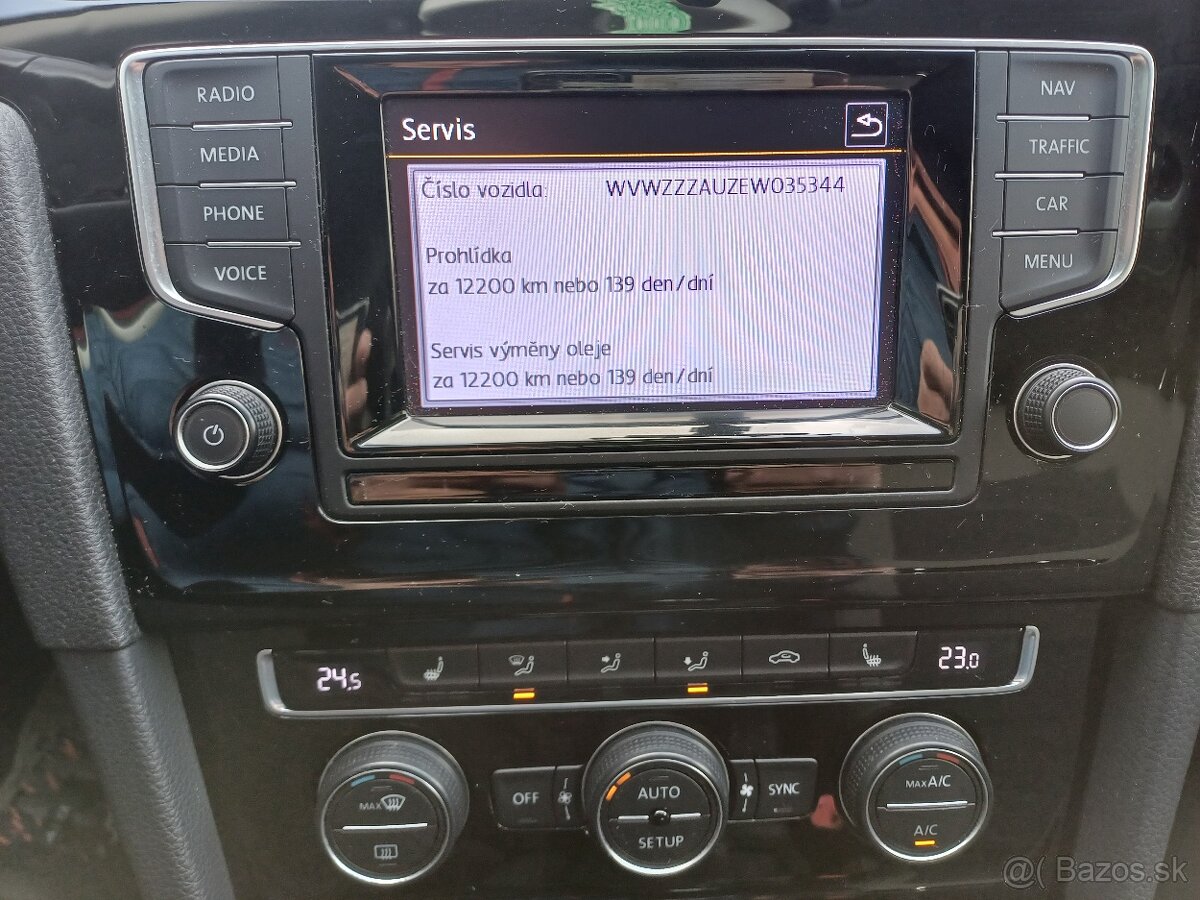 RADIO
MEDIA
PHONE
VOICE
Servis
Číslo vozidla: WVWZZZAUZEW035344
Prohlídka
za 12200 km nebo 139 den/dní
Servis výměny oleje
za 12200 km nebo 139 den/dní
NAV
TRAFFIC
CAR
MENU
24.5
23.0
MAX
OFF
AUTO
SETUP
SYNC
MAX A/C
A/C
@( Bazos.sk